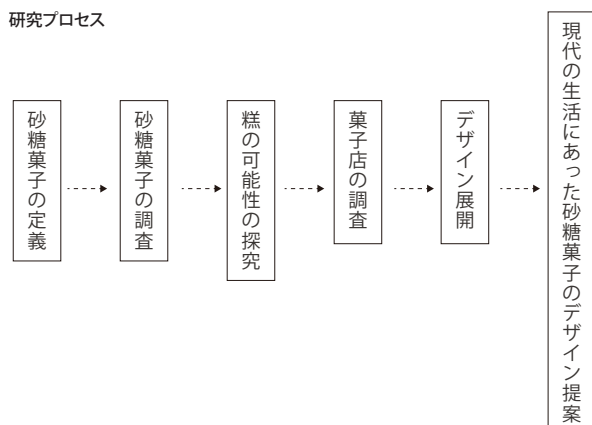 研究プロセス
砂糖菓子の定義
砂糖菓子の調査
糕の可能性の探究
菓子店の調査
デザイン展開
現代の生活にあった砂糖菓子のデザイン提案